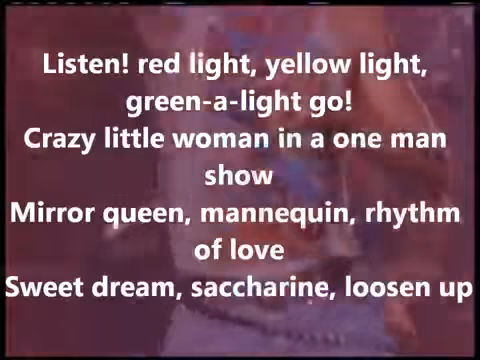 Listen! red light, yellow light,
green-a-light go!
Crazy little woman in a one man
show
Mirror queen, mannequin, rhythm
of love
Sweet dream, saccharine, loosen up